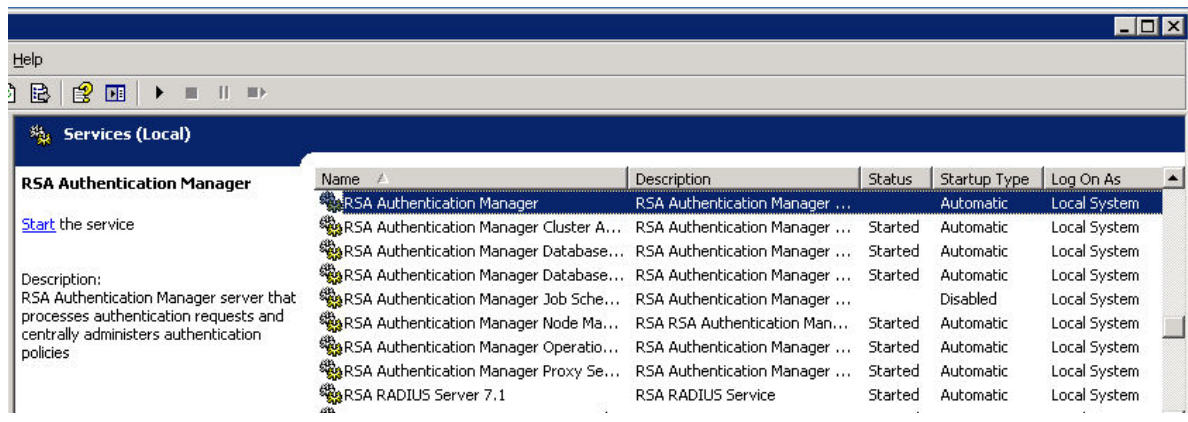 Help
Services (Local)
RSA Authentication Manager
Start the service
Description:
RSA Authentication Manager server that
processes authentication requests and
centrally administers authentication
policies
Name Description Status Startup Type Log On As
RSA Authentication Manager RSA Authentication Manager ... Automatic Local System
RSA Authentication Manager Cluster A... RSA Authentication Manager ... Started Automatic Local System
RSA Authentication Manager Database... RSA Authentication Manager ... Started Automatic Local System
RSA Authentication Manager Database... RSA Authentication Manager ... Started Automatic Local System
RSA Authentication Manager Job Sche... RSA Authentication Manager ... Disabled Local System
RSA Authentication Manager Node Ma... RSA RSA Authentication Man... Started Automatic Local System
RSA Authentication Manager Operatio... RSA Authentication Manager ... Started Automatic Local System
RSA Authentication Manager Proxy Se... RSA Authentication Manager ... Started Automatic Local System
RSA RADIUS Server 7.1 RSA RADIUS Service Started Automatic Local System